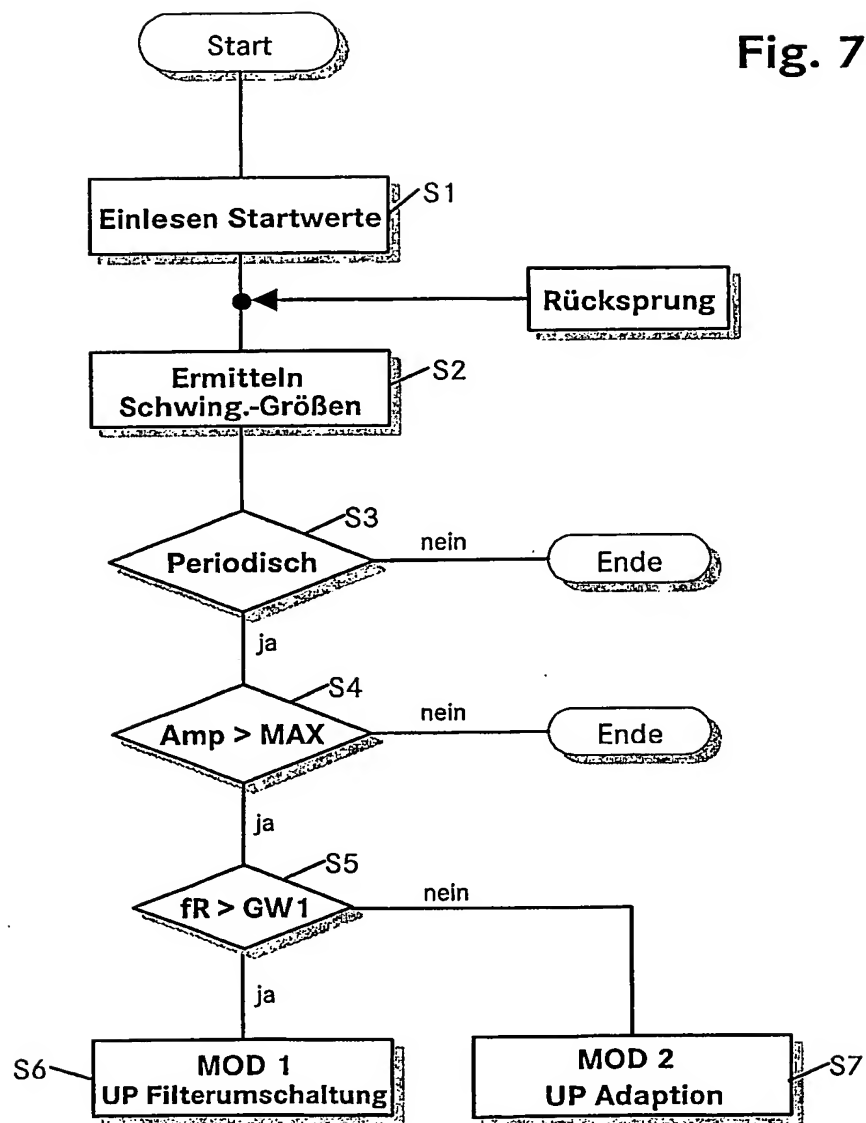 Fig. 7
Start
S1
Einlesen Startwerte
Rücksprung
S2
Ermitteln
Schwing.-Größen
S3
Periodisch
nein
Ende
ja
S4
Amp > MAX
nein
Ende
ja
S5
fR > GW1
nein
ja
S6
MOD 1
UP Filterumschaltung
MOD 2
UP Adaption
S7